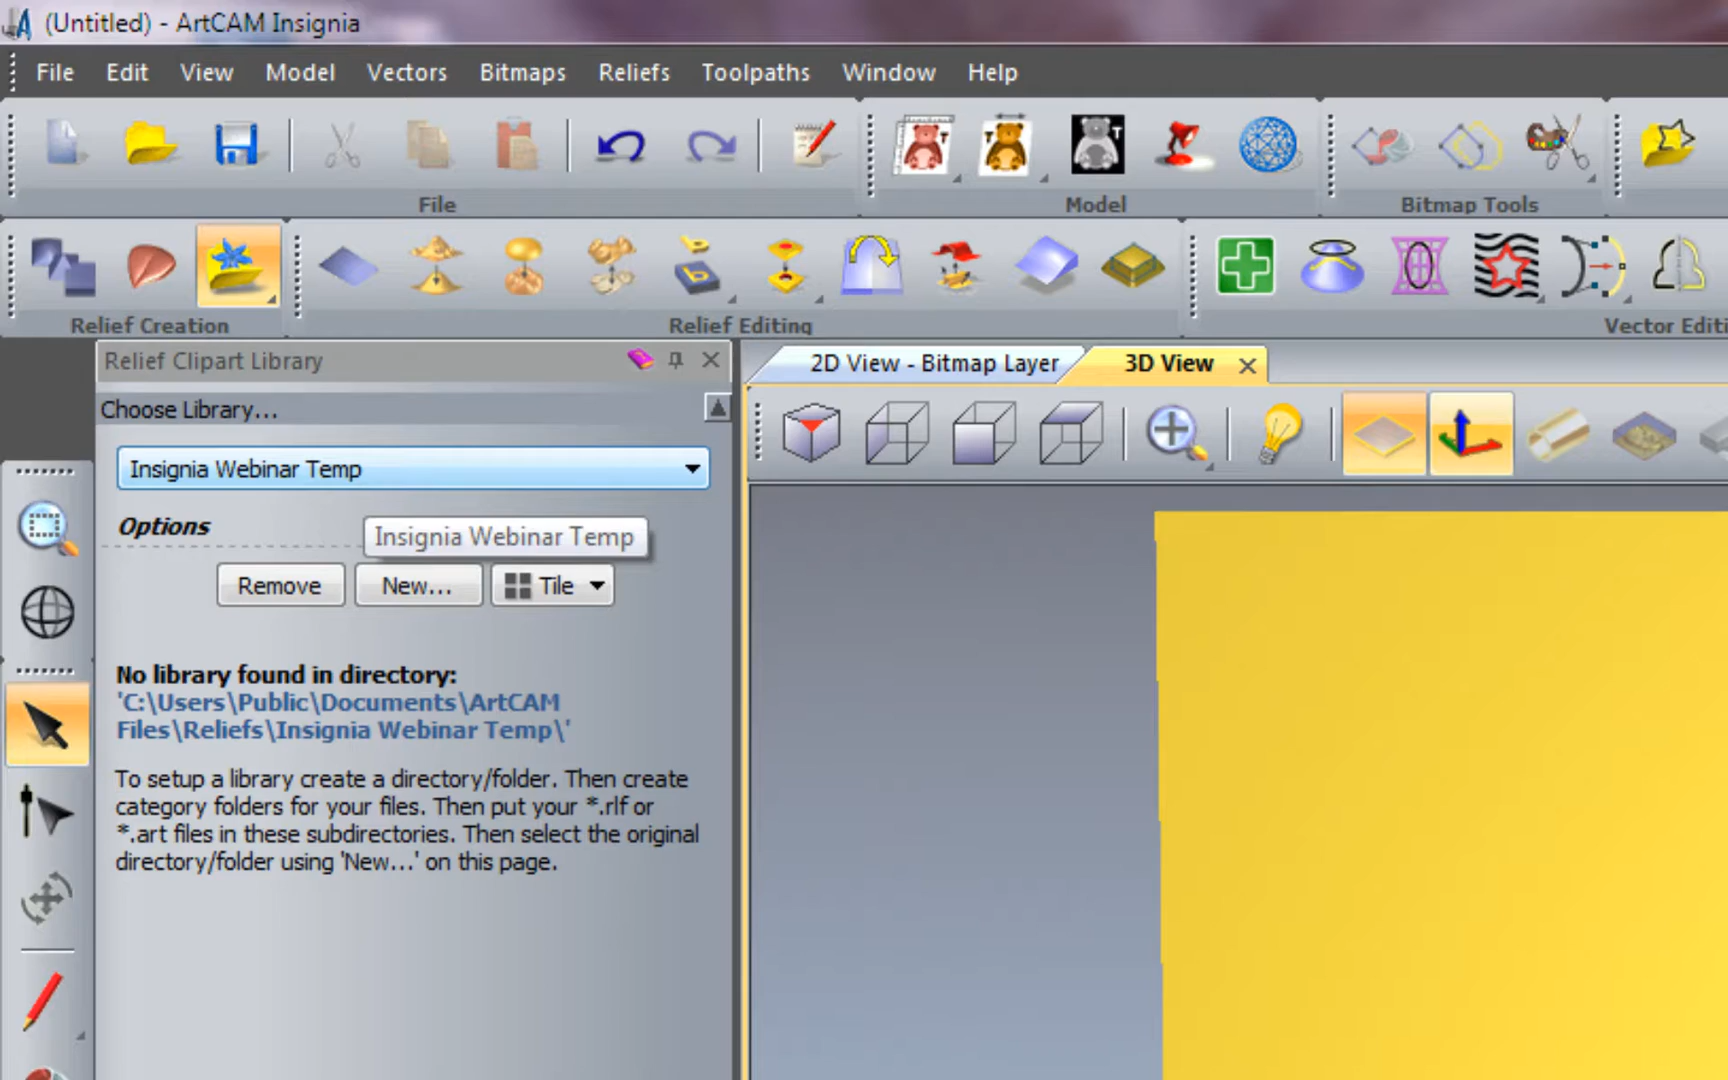 (Untitled) - ArtCAM Insignia
File Edit View Model Vectors Bitmaps Reliefs Toolpaths Window Help
File Model Bitmap Tools
Relief Creation Relief Editing
Relief Clipart Library
2D View - Bitmap Layer 3D View
Choose Library...
Insignia Webinar Temp
Options
Insignia Webinar Temp
Remove New... Tile
No library found in directory:
'C:\Users\Public\Documents\ArtCAM
Files\Reliefs\Insignia Webinar Temp\'
To setup a library create a directory/folder. Then create
category folders for your files. Then put your *.rlf or
*.art files in these subdirectories. Then select the original
directory/folder using 'New...' on this page.